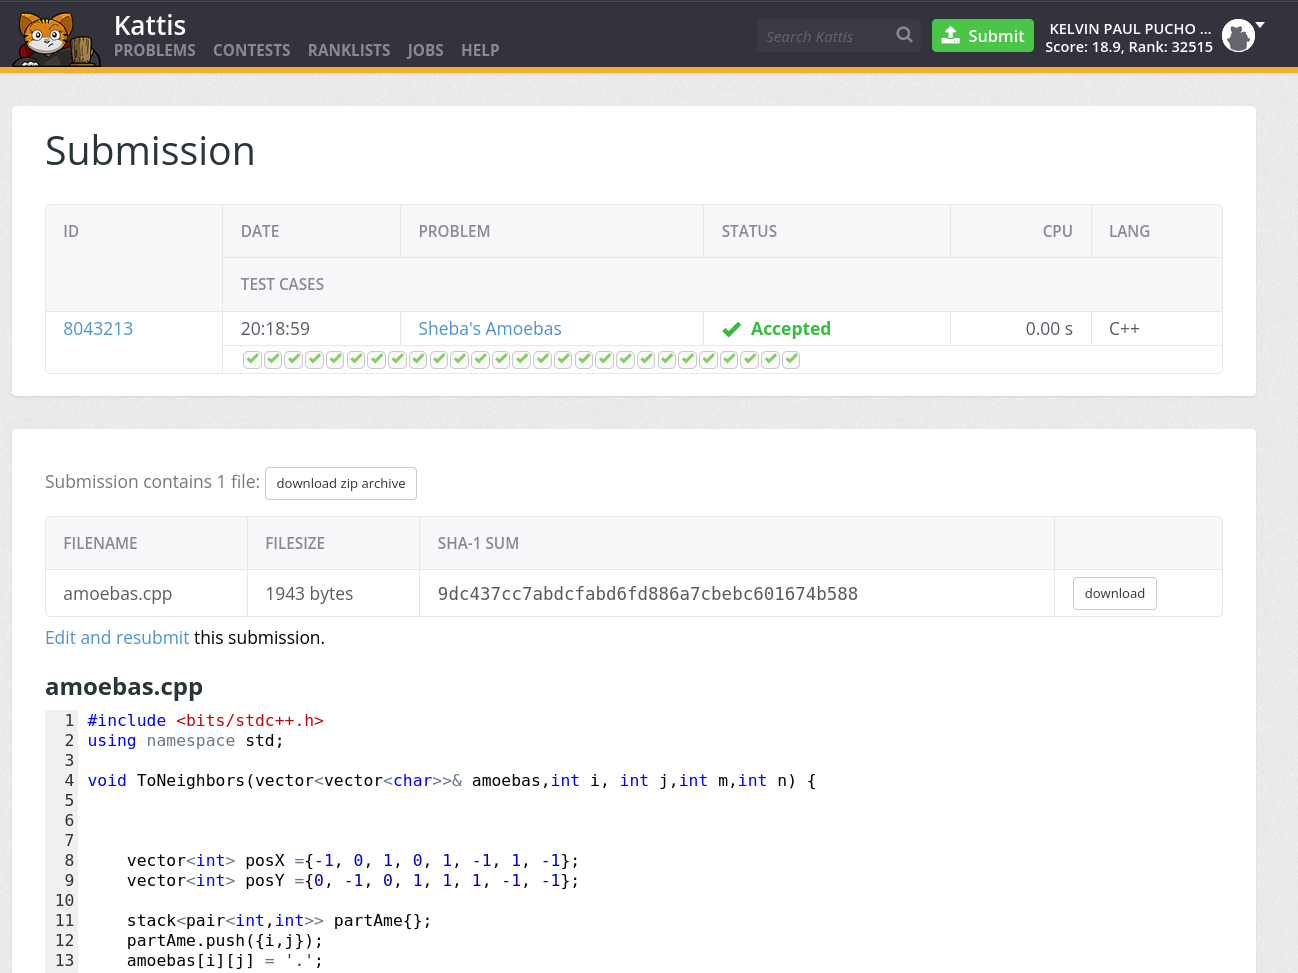 Kattis
PROBLEMS CONTESTS RANKLISTS JOBS HELP
Search Kattis
Submit
KELVIN PAUL PUCHO ...
Score: 18.9, Rank: 32515
Submission
ID DATE PROBLEM STATUS CPU LANG
TEST CASES
8043213 20:18:59 Sheba's Amoebas Accepted 0.00 s C++
Submission contains 1 file: download zip archive
FILENAME FILESIZE SHA-1 SUM
amoebas.cpp 1943 bytes 9dc437cc7abdcfabd6fd886a7cbebc601674b588 download
Edit and resubmit this submission.
amoebas.cpp
1 #include <bits/stdc++.h>
2 using namespace std;
3
4 void ToNeighbors(vector<vector<char>>& amoebas,int i, int j,int m,int n) {
5
6
7
8 vector<int> posX ={-1, 0, 1, 0, 1, -1, 1, -1};
9 vector<int> posY ={0, -1, 0, 1, 1, 1, -1, -1};
10
11 stack<pair<int,int>> partAme{};
12 partAme.push({i,j});
13 amoebas[i][j] = '.';